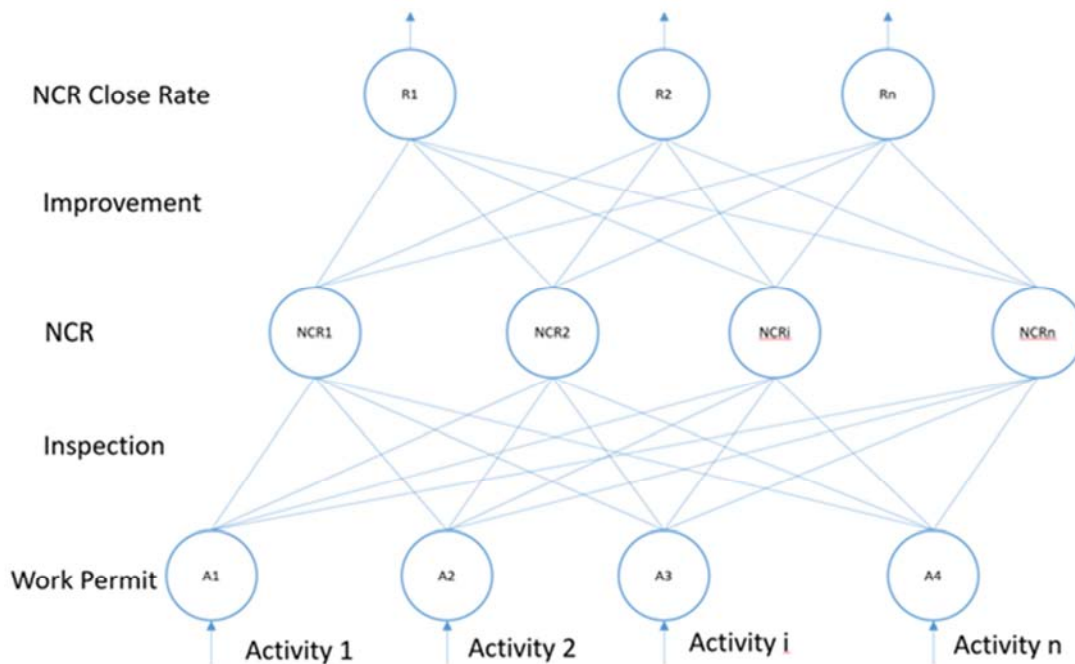 NCR Close Rate
R1
R2
Rn
Improvement
NCR
NCR1
NCR2
NCRi
NCRn
Inspection
Work Permit
A1
A2
A3
A4
Activity 1
Activity 2
Activity i
Activity n